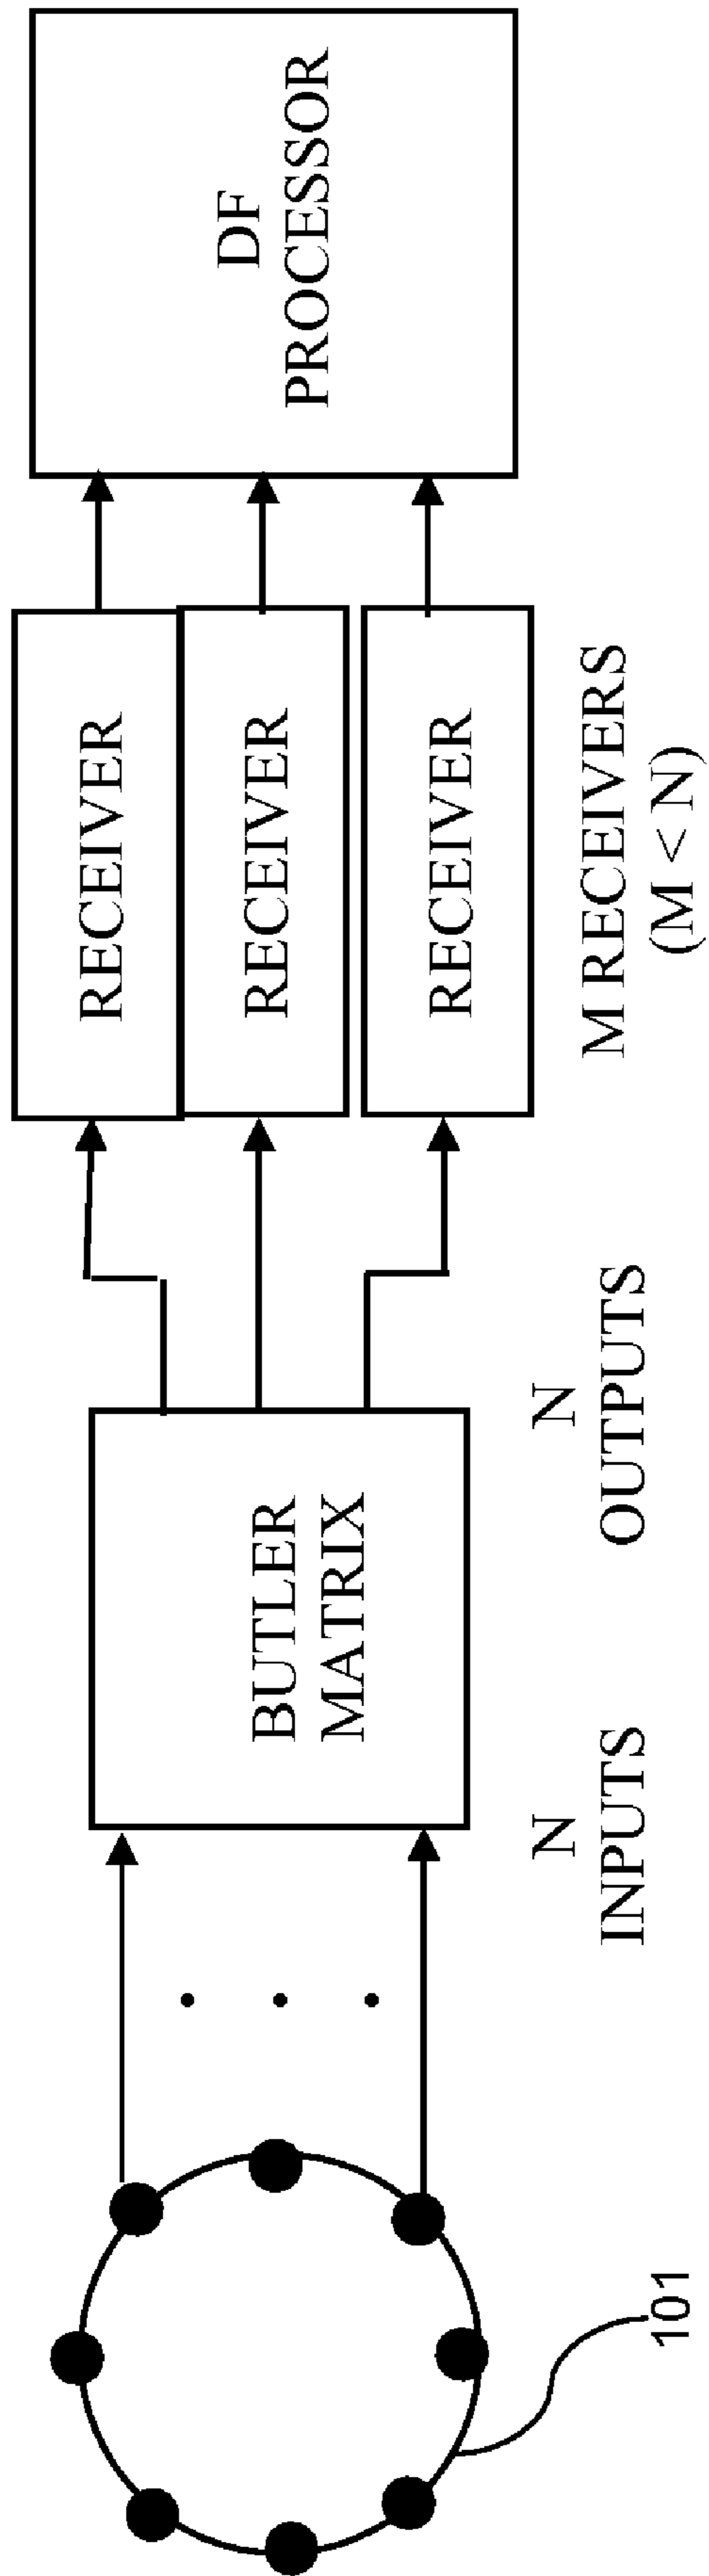 101
N
INPUTS
BUTLER
MATRIX
N
OUTPUTS
RECEIVER
RECEIVER
RECEIVER
M RECEIVERS
(M < N)
DF
PROCESSOR